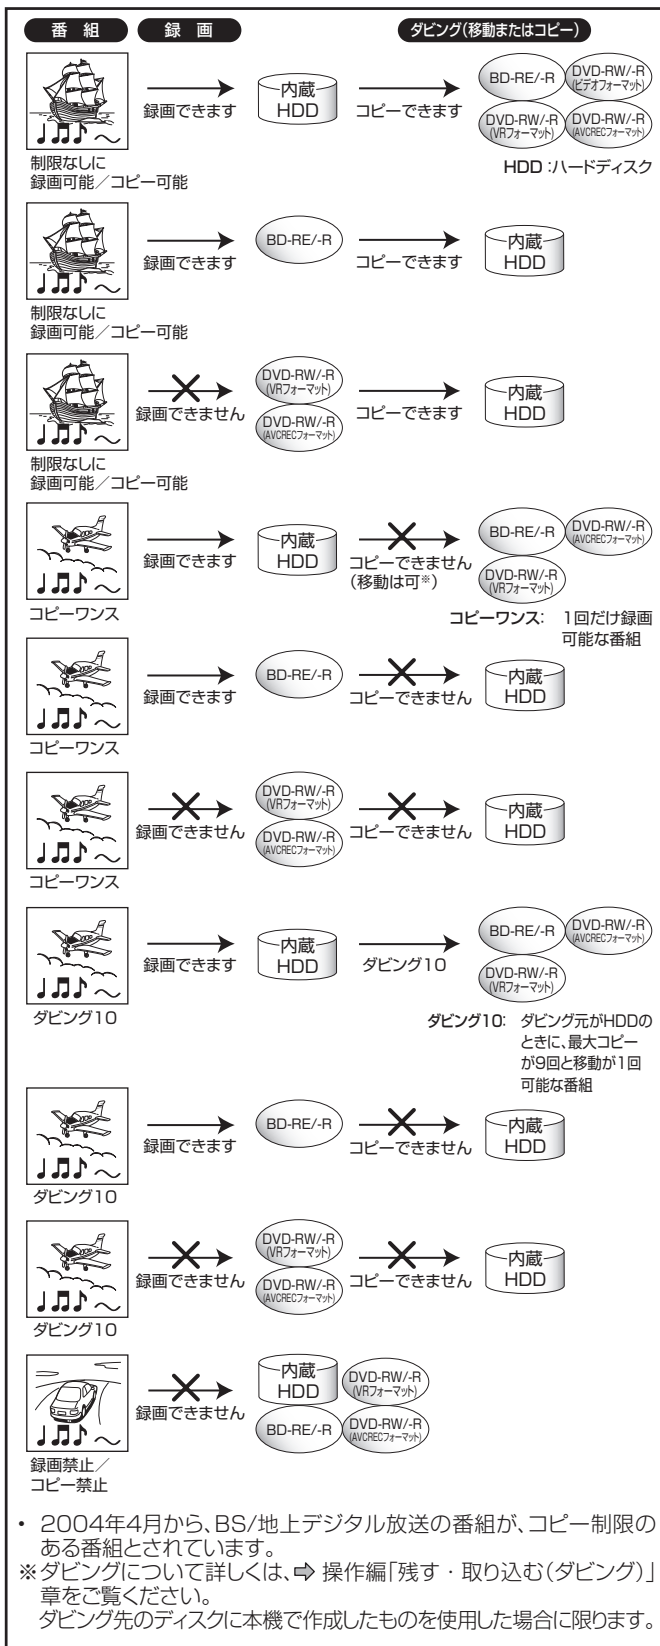 番 組 録 画 ダビング(移動またはコピー)
録画できます
内蔵
HDD
コピーできます
BD-RE/-R
DVD-RW/-R
(ビデオフォーマット)
DVD-RW/-R
(VRフォーマット)
DVD-RW/-R
(AVCRECフォーマット)
制限なしに
録画可能/コピー可能
HDD:ハードディスク
録画できます
BD-RE/-R
コピーできます
内蔵
HDD
制限なしに
録画可能/コピー可能
録画できません
DVD-RW/-R
(VRフォーマット)
DVD-RW/-R
(AVCRECフォーマット)
コピーできます
内蔵
HDD
制限なしに
録画可能/コピー可能
録画できます
内蔵
HDD
コピーできません
(移動は可※)
BD-RE/-R
DVD-RW/-R
(AVCRECフォーマット)
DVD-RW/-R
(VRフォーマット)
コピーワンス
コピーワンス: 1回だけ録画
可能な番組
録画できます
BD-RE/-R
コピーできません
内蔵
HDD
コピーワンス
録画できません
DVD-RW/-R
(VRフォーマット)
DVD-RW/-R
(AVCRECフォーマット)
コピーできません
内蔵
HDD
コピーワンス
録画できます
内蔵
HDD
ダビング10
BD-RE/-R
DVD-RW/-R
(AVCRECフォーマット)
DVD-RW/-R
(VRフォーマット)
ダビング10
ダビング10: ダビング元がHDDの
ときに、最大コピー
が9回と移動が1回
可能な番組
録画できます
BD-RE/-R
コピーできません
内蔵
HDD
ダビング10
録画できません
DVD-RW/-R
(VRフォーマット)
DVD-RW/-R
(AVCRECフォーマット)
コピーできません
内蔵
HDD
ダビング10
録画できません
内蔵
HDD
DVD-RW/-R
(VRフォーマット)
BD-RE/-R
DVD-RW/-R
(AVCRECフォーマット)
録画禁止/
コピー禁止
・ 2004年4月から、BS/地上デジタル放送の番組が、コピー制限の
ある番組とされています。
※ダビングについて詳しくは、⇨ 操作編「残す・取り込む(ダビング)」
章をご覧ください。
ダビング先のディスクに本機で作成したものを使用した場合に限ります。